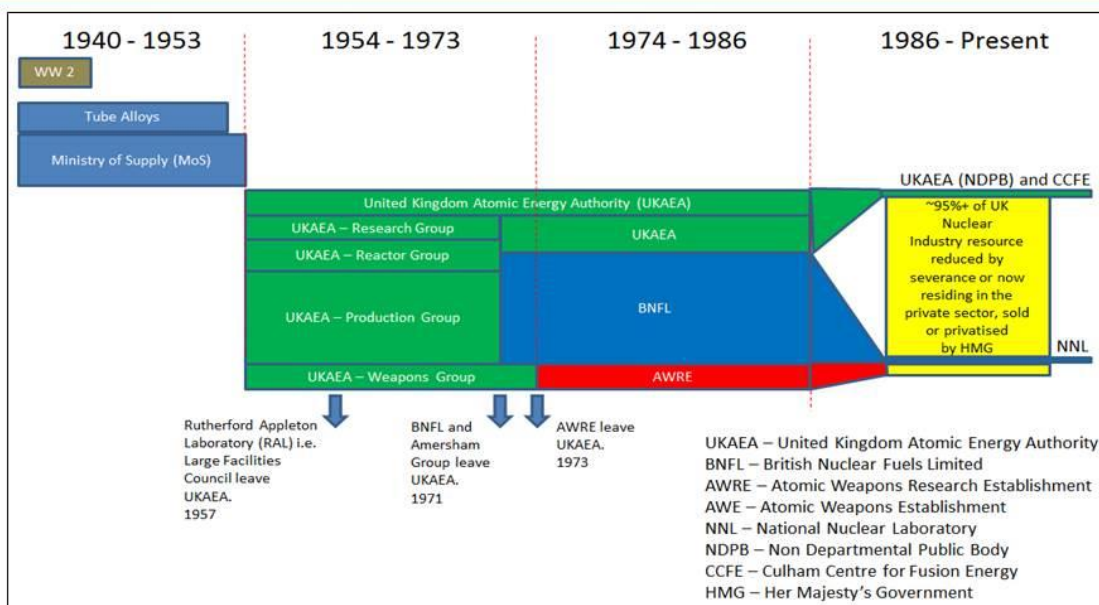 1940 - 1953
1954 - 1973
1974 - 1986
1986 - Present
WW 2
Tube Alloys
Ministry of Supply (MoS)
UKAEA (NDPB) and CCFE
United Kingdom Atomic Energy Authority (UKAEA)
UKAEA – Research Group
UKAEA
UKAEA – Reactor Group
UKAEA – Production Group
BNFL
~95%+ of UK
Nuclear
Industry resource
reduced by
severance or now
residing in the
private sector, sold
or privatised
by HMG
NNL
UKAEA – Weapons Group
AWRE
Rutherford Appleton
Laboratory (RAL) i.e.
Large Facilities
Council leave
UKAEA.
1957
BNFL and
Amersham
Group leave
UKAEA.
1971
AWRE leave
UKAEA.
1973
UKAEA – United Kingdom Atomic Energy Authority
BNFL – British Nuclear Fuels Limited
AWRE – Atomic Weapons Research Establishment
AWE – Atomic Weapons Establishment
NNL – National Nuclear Laboratory
NDPB – Non Departmental Public Body
CCFE – Culham Centre for Fusion Energy
HMG – Her Majesty's Government